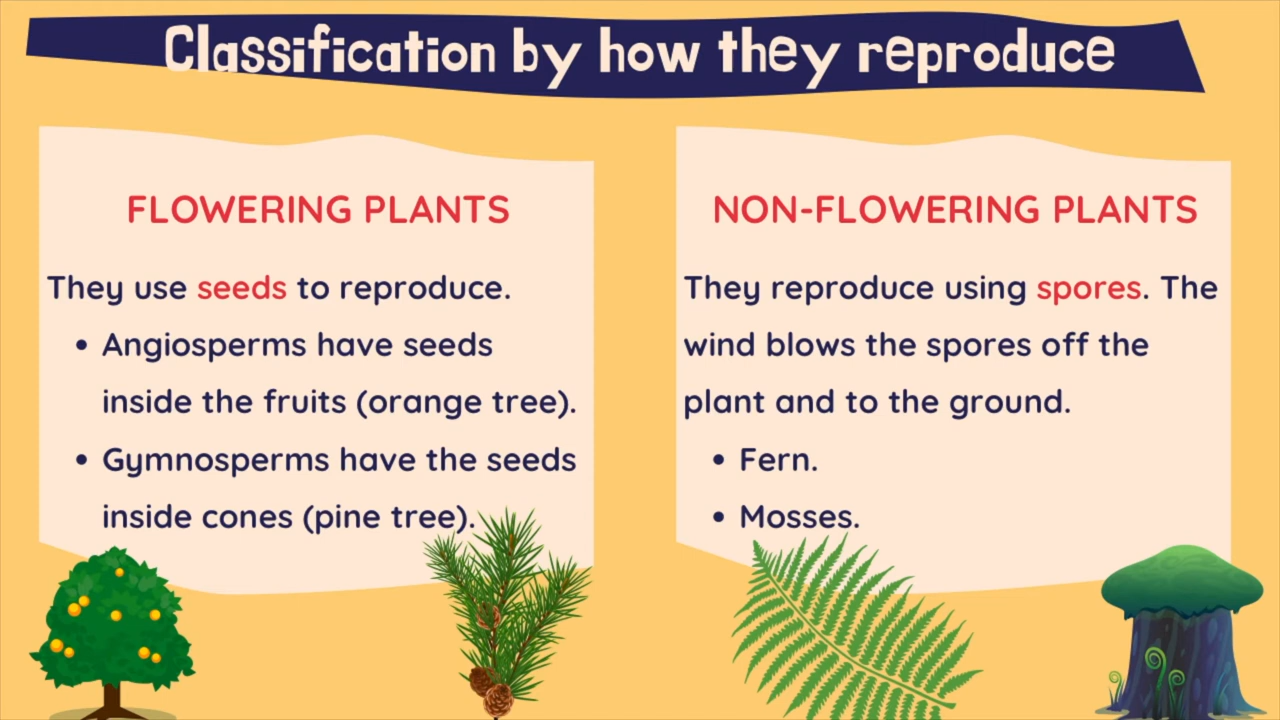 Classification by how they reproduce
FLOWERING PLANTS
They use seeds to reproduce.
• Angiosperms have seeds
inside the fruits (orange tree).
• Gymnosperms have the seeds
inside cones (pine tree).
NON-FLOWERING PLANTS
They reproduce using spores. The
wind blows the spores off the
plant and to the ground.
• Fern.
• Mosses.